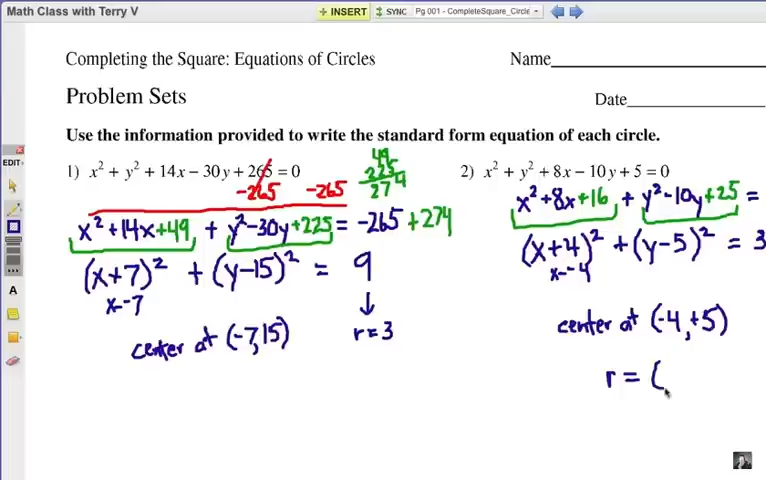 Math Class with Terry V
INSERT SYNC Pg 001 - CompleteSquare_Circle
Completing the Square: Equations of Circles Name
Problem Sets
Date
EDIT
Use the information provided to write the standard form equation of each circle.
1) x² + y² + 14x − 30y + 265 = 0
-265 -265
49
225
274
2) x² + y² + 8x − 10y + 5 = 0
x²+14x+49 + y²-30y+225 = -265 +274
(x+7)² + (y-15)² = 9
x=-7
center at (-7,15)
r=3
x²+8x+16 + y²-10y+25 =
(x+4)² + (y-5)² = 3
x=-4
center at (-4,+5)
r = (
A